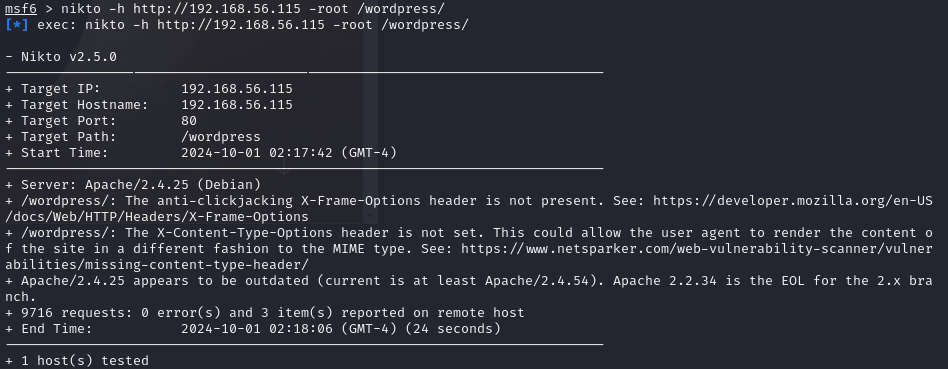 msf6 > nikto -h http://192.168.56.115 -root /wordpress/
[*] exec: nikto -h http://192.168.56.115 -root /wordpress/
- Nikto v2.5.0
+ Target IP:          192.168.56.115
+ Target Hostname:    192.168.56.115
+ Target Port:        80
+ Target Path:        /wordpress
+ Start Time:         2024-10-01 02:17:42 (GMT-4)
+ Server: Apache/2.4.25 (Debian)
+ /wordpress/: The anti-clickjacking X-Frame-Options header is not present. See: https://developer.mozilla.org/en-US
/docs/Web/HTTP/Headers/X-Frame-Options
+ /wordpress/: The X-Content-Type-Options header is not set. This could allow the user agent to render the content o
f the site in a different fashion to the MIME type. See: https://www.netsparker.com/web-vulnerability-scanner/vulner
abilities/missing-content-type-header/
+ Apache/2.4.25 appears to be outdated (current is at least Apache/2.4.54). Apache 2.2.34 is the EOL for the 2.x bra
nch.
+ 9716 requests: 0 error(s) and 3 item(s) reported on remote host
+ End Time:           2024-10-01 02:18:06 (GMT-4) (24 seconds)
+ 1 host(s) tested